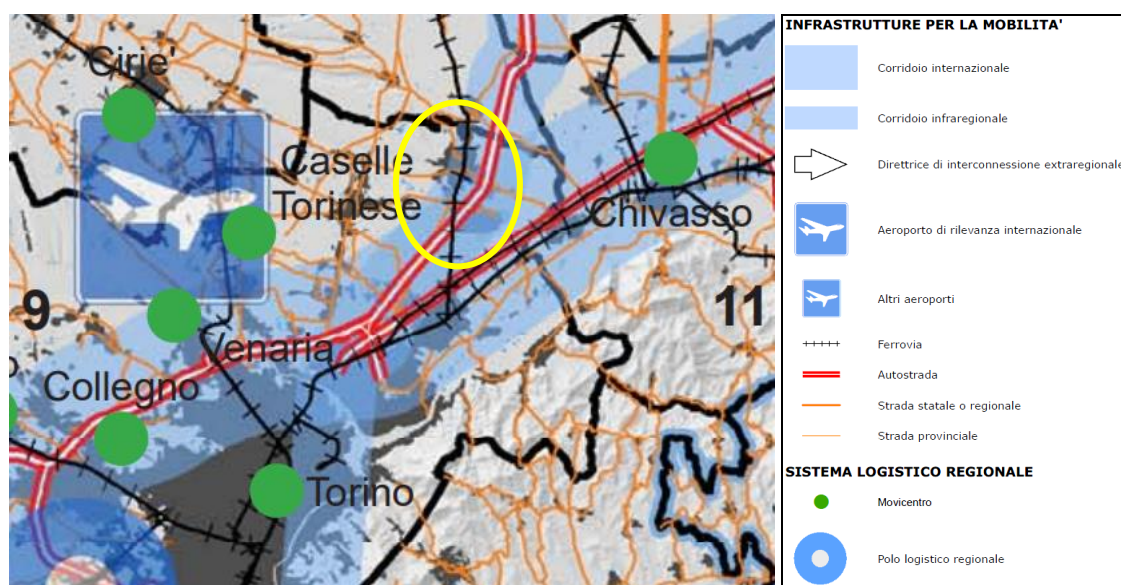 Cirie'
Caselle
Torinese
Chivasso
9
11
Venaria
Collegno
Torino
INFRASTRUTTURE PER LA MOBILITA'
Corridoio internazionale
Corridoio infraregionale
Direttrice di interconnessione extraregionale
Aeroporto di rilevanza internazionale
Altri aeroporti
Ferrovia
Autostrada
Strada statale o regionale
Strada provinciale
SISTEMA LOGISTICO REGIONALE
Movicentro
Polo logistico regionale